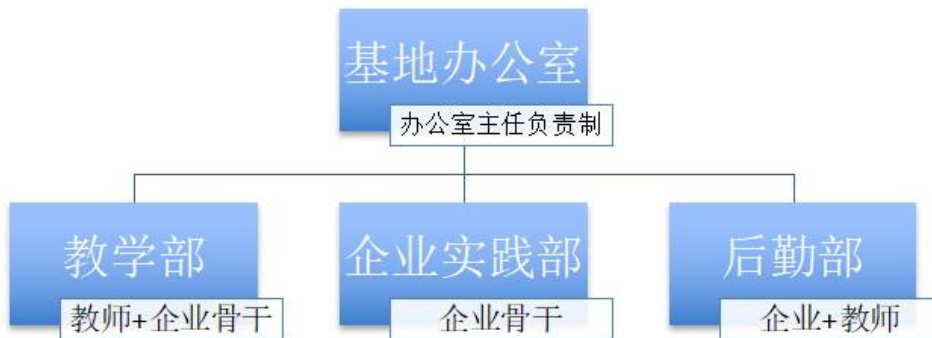 基地办公室
办公室主任负责制
教学部
教师+企业骨干
企业实践部
企业骨干
后勤部
企业+教师